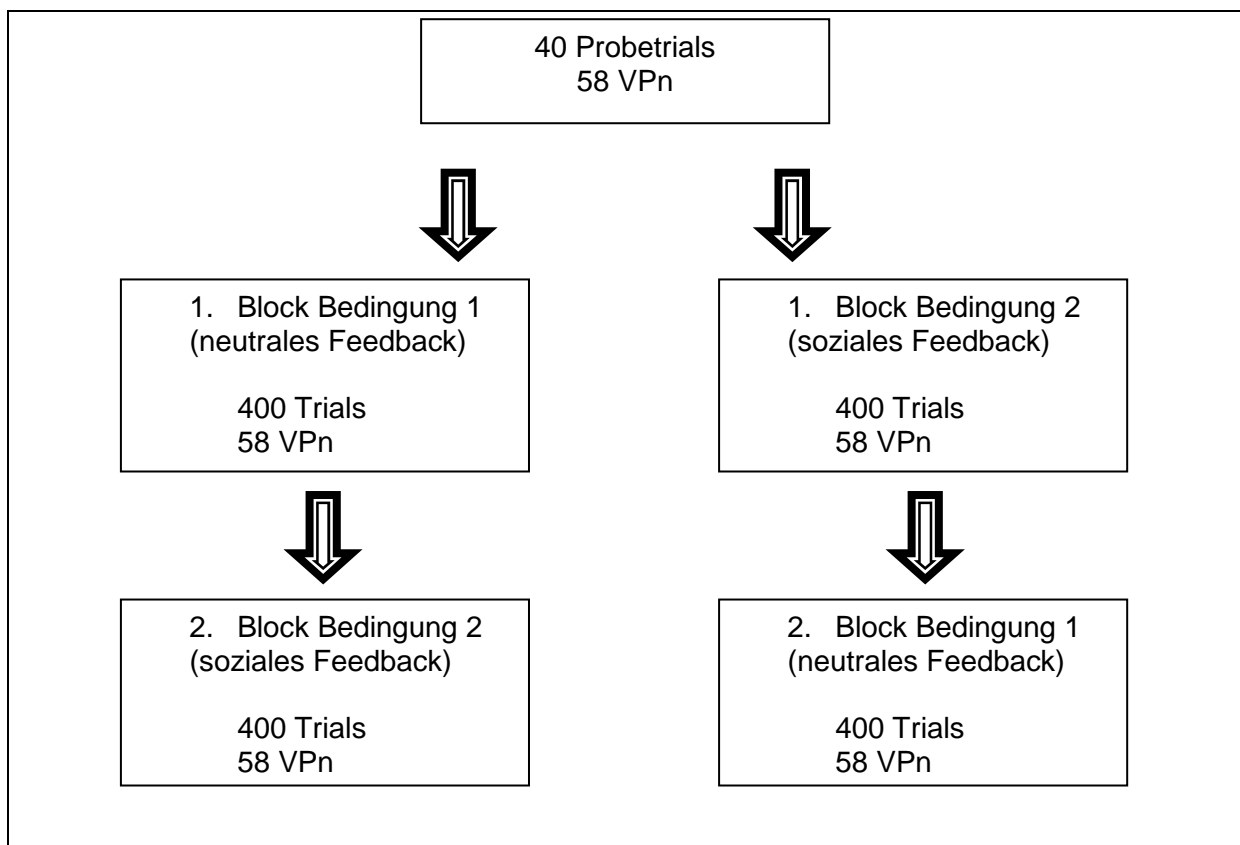 40 Probetrials
58 VPn
1. Block Bedingung 1
(neutrales Feedback)
400 Trials
58 VPn
1. Block Bedingung 2
(soziales Feedback)
400 Trials
58 VPn
2. Block Bedingung 2
(soziales Feedback)
400 Trials
58 VPn
2. Block Bedingung 1
(neutrales Feedback)
400 Trials
58 VPn